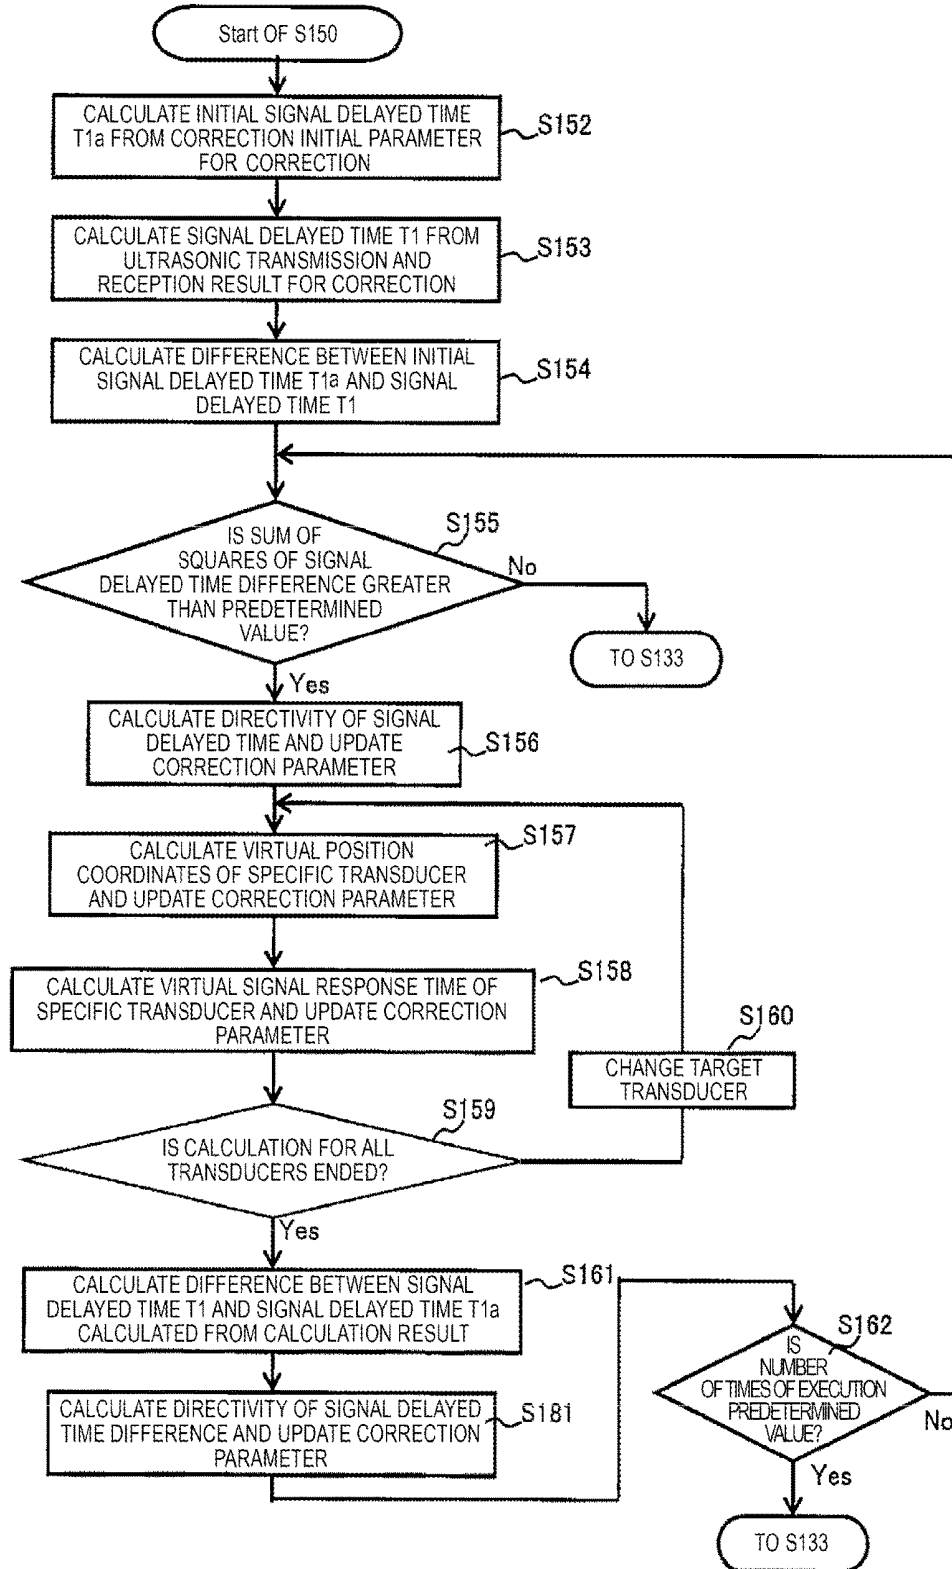 Start OF S150
CALCULATE INITIAL SIGNAL DELAYED TIME
T1a FROM CORRECTION INITIAL PARAMETER
FOR CORRECTION
S152
CALCULATE SIGNAL DELAYED TIME T1 FROM
ULTRASONIC TRANSMISSION AND
RECEPTION RESULT FOR CORRECTION
S153
CALCULATE DIFFERENCE BETWEEN INITIAL
SIGNAL DELAYED TIME T1a AND SIGNAL
DELAYED TIME T1
S154
IS SUM OF
SQUARES OF SIGNAL
DELAYED TIME DIFFERENCE GREATER
THAN PREDETERMINED
VALUE?
S155
No
TO S133
Yes
CALCULATE DIRECTIVITY OF SIGNAL
DELAYED TIME AND UPDATE
CORRECTION PARAMETER
S156
CALCULATE VIRTUAL POSITION
COORDINATES OF SPECIFIC TRANSDUCER
AND UPDATE CORRECTION PARAMETER
S157
CALCULATE VIRTUAL SIGNAL RESPONSE TIME OF
SPECIFIC TRANSDUCER AND UPDATE CORRECTION
PARAMETER
S158
S160
CHANGE TARGET
TRANSDUCER
IS CALCULATION FOR ALL
TRANSDUCERS ENDED?
S159
Yes
CALCULATE DIFFERENCE BETWEEN SIGNAL
DELAYED TIME T1 AND SIGNAL DELAYED TIME T1a
CALCULATED FROM CALCULATION RESULT
S161
CALCULATE DIRECTIVITY OF SIGNAL DELAYED
TIME DIFFERENCE AND UPDATE CORRECTION
PARAMETER
S181
S162
IS
NUMBER
OF TIMES OF EXECUTION
PREDETERMINED
VALUE?
No
Yes
TO S133